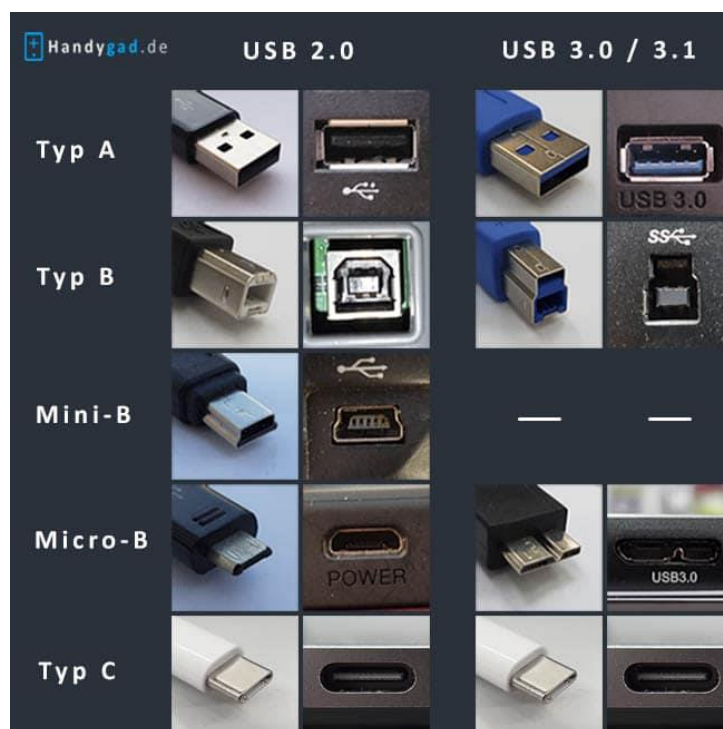 Handygad.de
USB 2.0
USB 3.0 / 3.1
Typ A
USB 3.0
Typ B
SS
Mini-B
Micro-B
POWER
USB3.0
Typ C